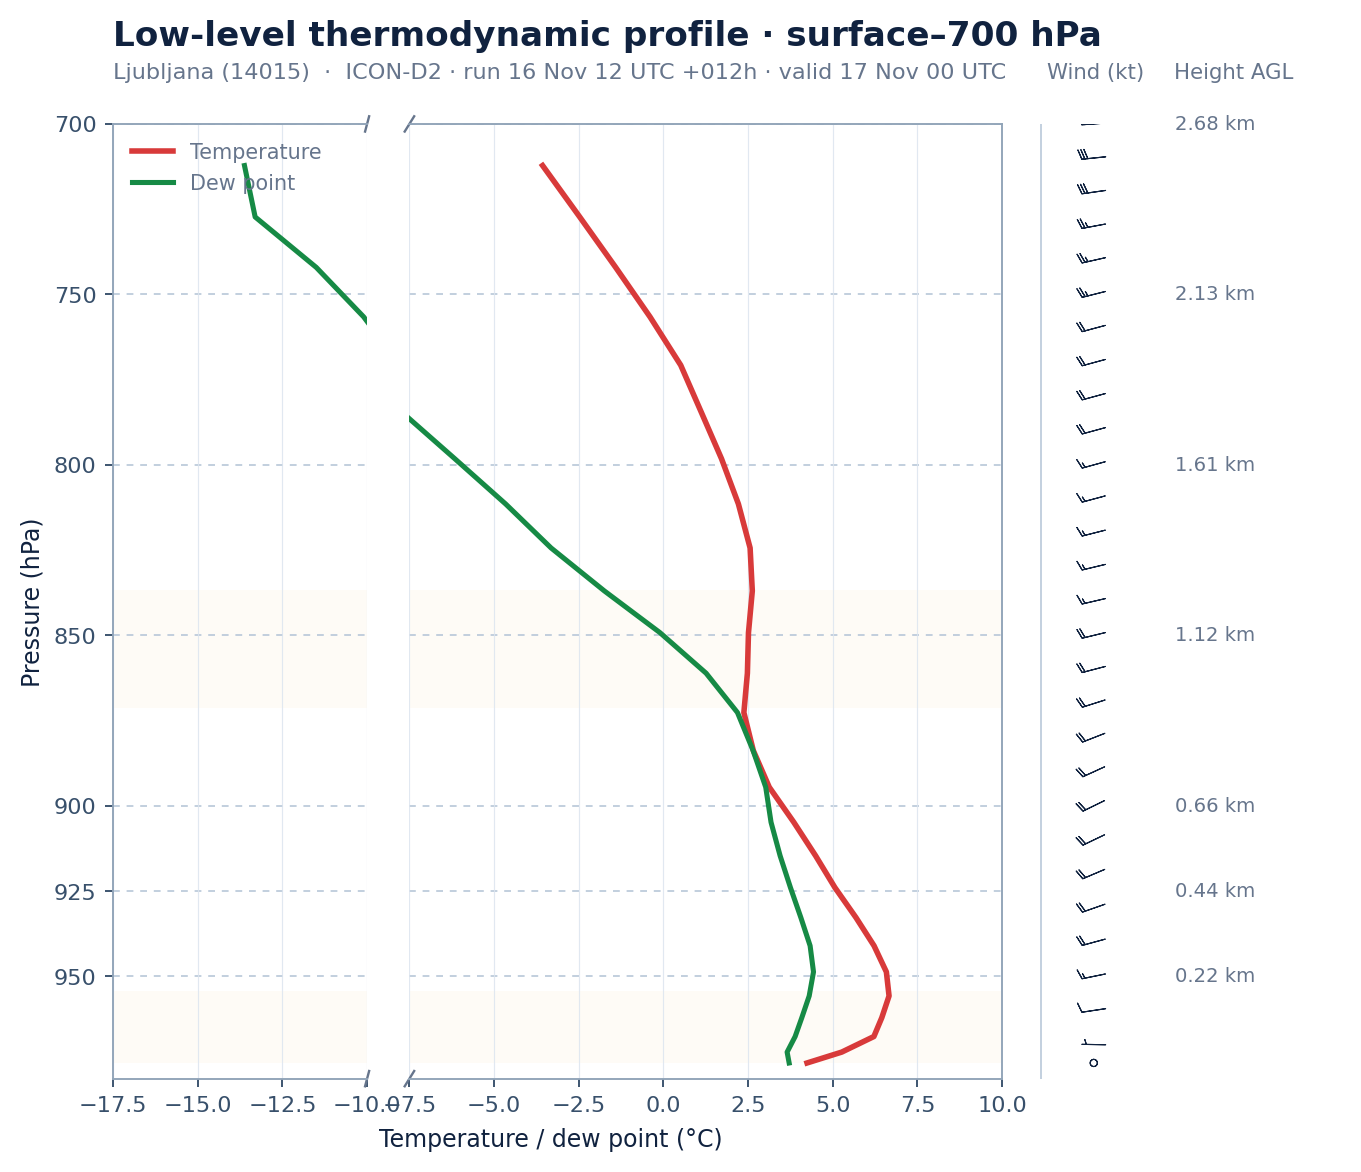 Low-level thermodynamic profile · surface–700 hPa
Ljubljana (14015) · ICON-D2 · run 16 Nov 12 UTC +012h · valid 17 Nov 00 UTC
Wind (kt)
Height AGL
Temperature
Dew point
700
750
800
850
900
925
950
Pressure (hPa)
2.68 km
2.13 km
1.61 km
1.12 km
0.66 km
0.44 km
0.22 km
−17.5 −15.0 −12.5 −10.0 −7.5 −5.0 −2.5 0.0 2.5 5.0 7.5 10.0
Temperature / dew point (°C)